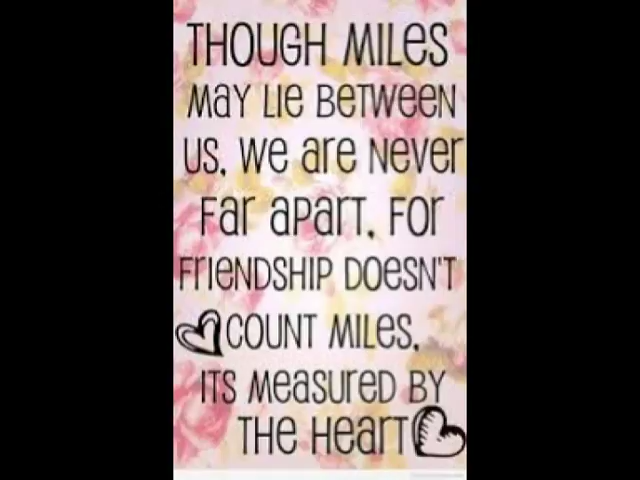 THOUGH MILES
MAY LIE BETWEEN
US, WE ARE NEVER
FAR APART, FOR
FRIENDSHIP DOESN'T
COUNT MILES,
ITS MEASURED BY
THE HEART